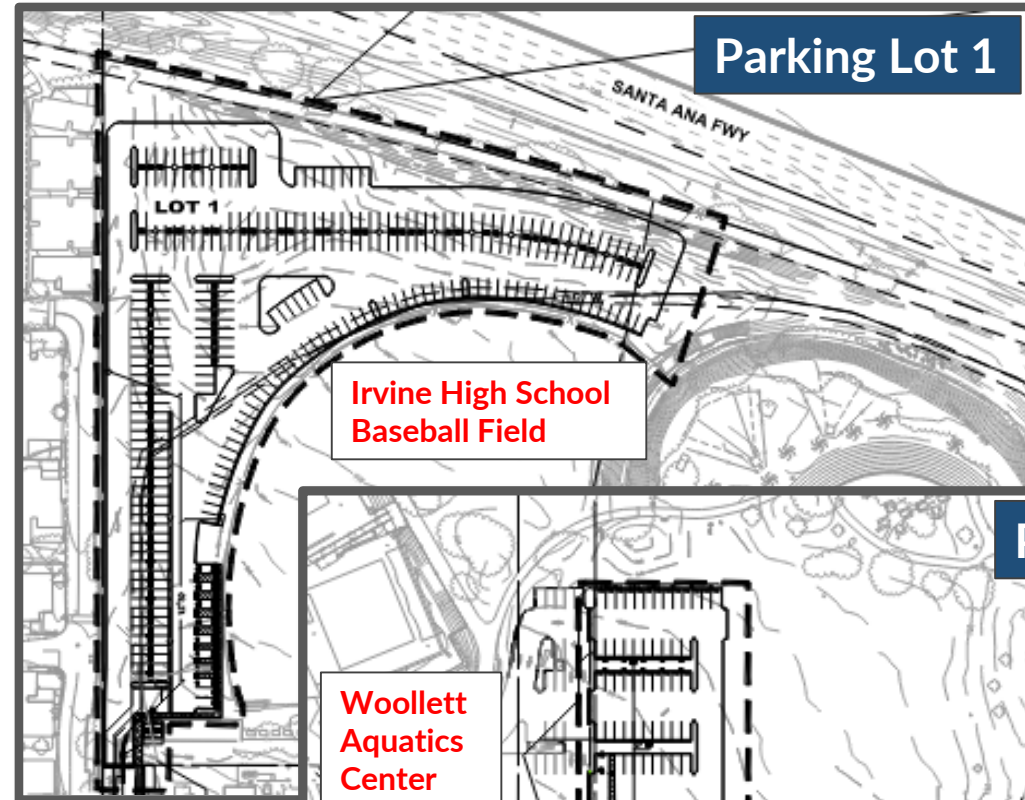 Parking Lot 1
SANTA ANA FWY
LOT 1
Irvine High School
Baseball Field
Woollett
Aquatics
Center